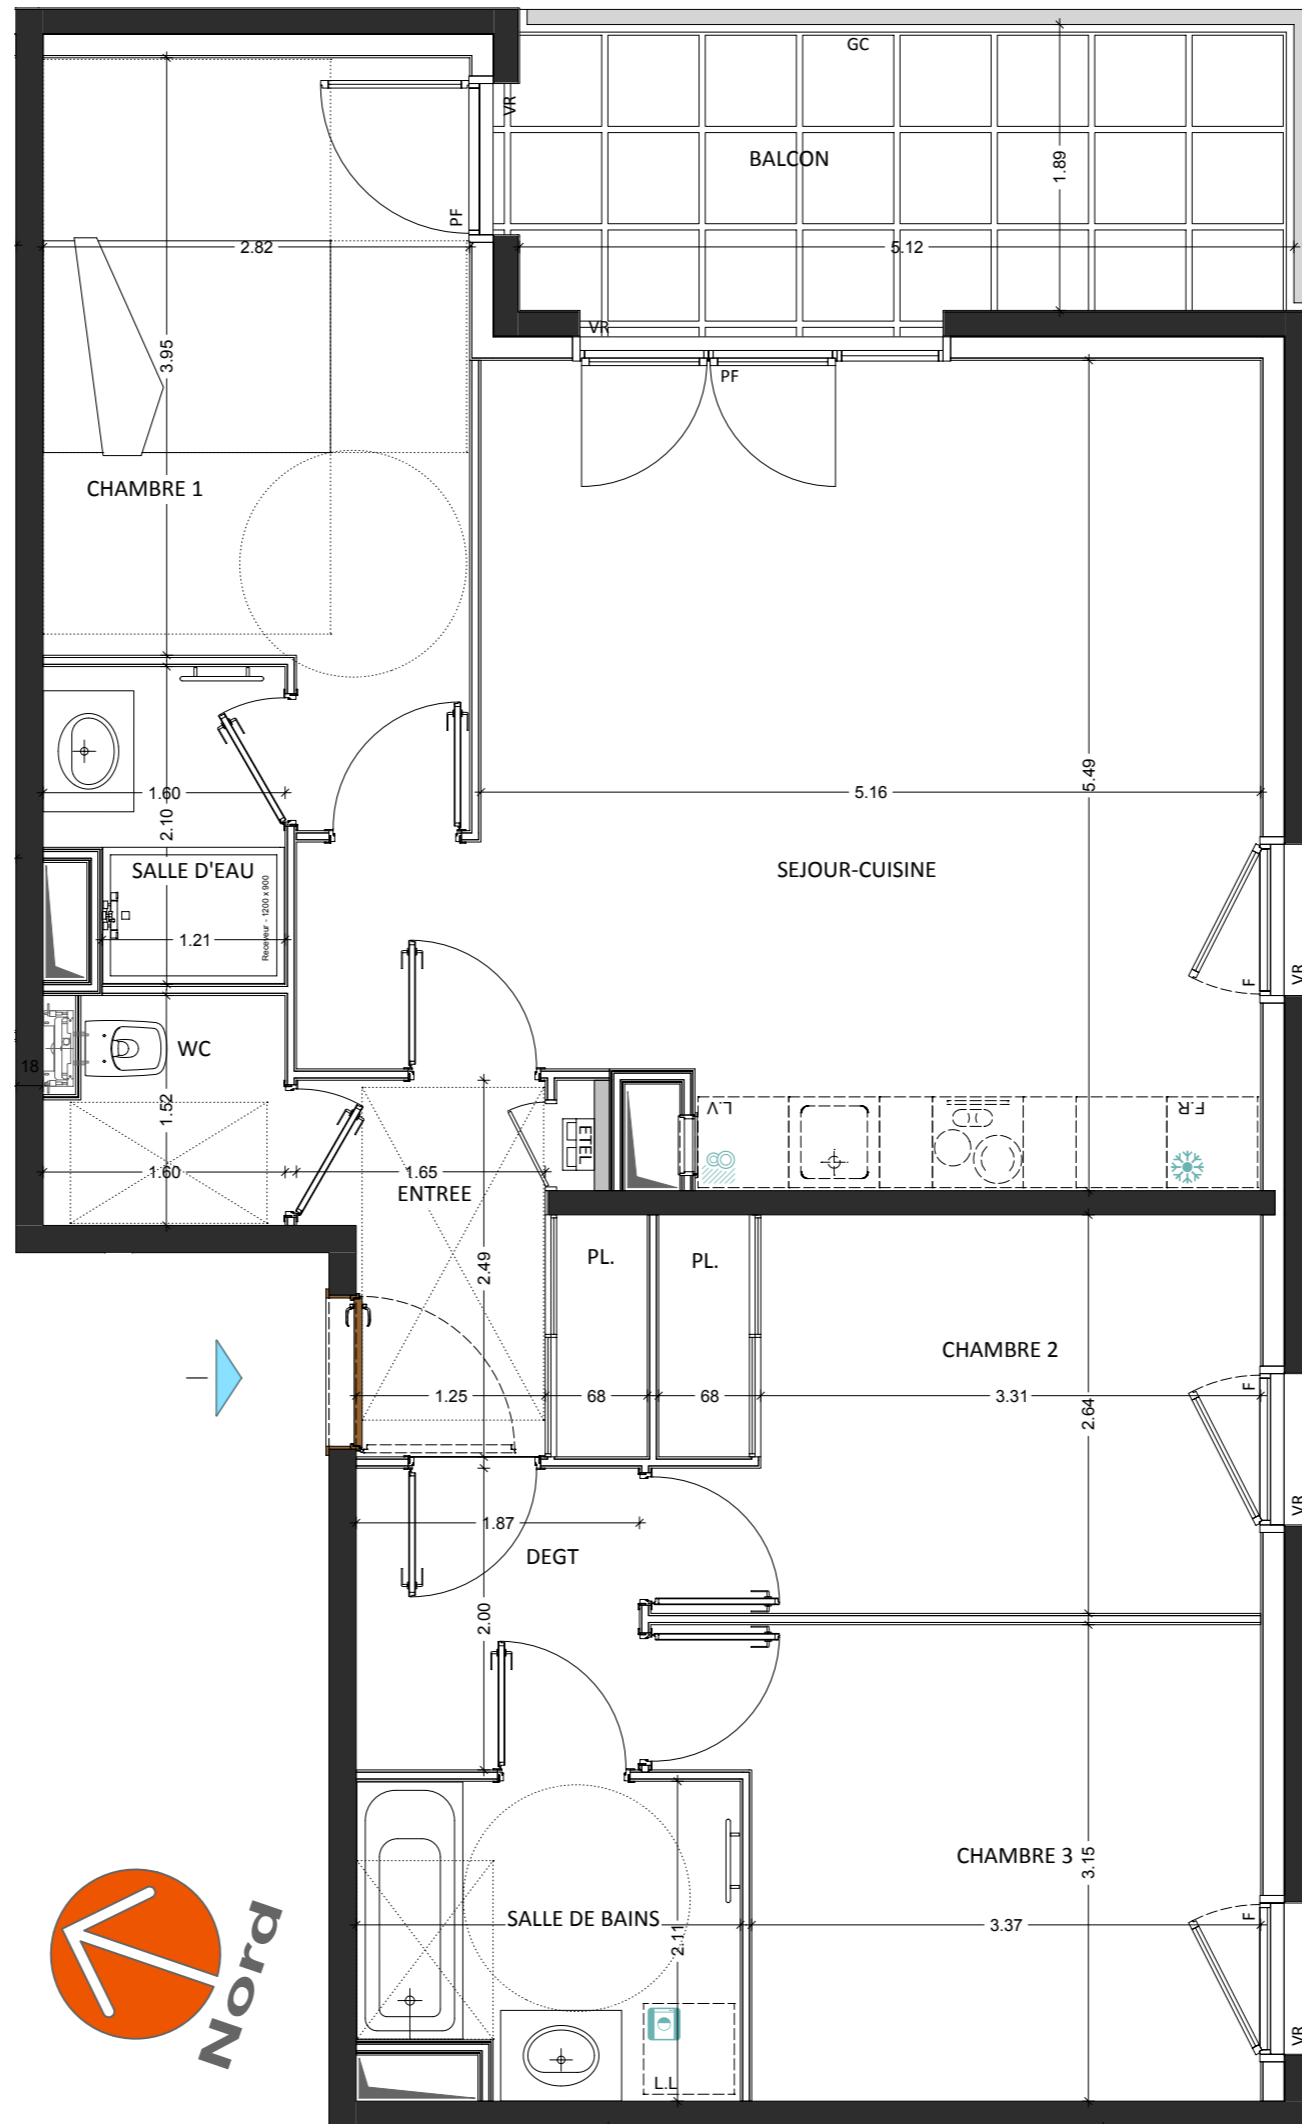 GC
VR
BALCON
1.89
PF
2.82
5.12
VR
3.95
PF
CHAMBRE 1
5.49
1.60
5.16
2.10
SALLE D'EAU
SEJOUR-CUISINE
Receveur - 1200 x 900
1.21
F
VR
WC
18
1.52
L.V
F.R
ETEL
1.60
1.65
ENTREE
PL.
PL.
2.49
CHAMBRE 2
1.25
68
68
3.31
2.64
F
VR
1.87
DEGT
2.00
CHAMBRE 3
3.15
SALLE DE BAINS
2.11
3.37
F
Nord
VR
L.L